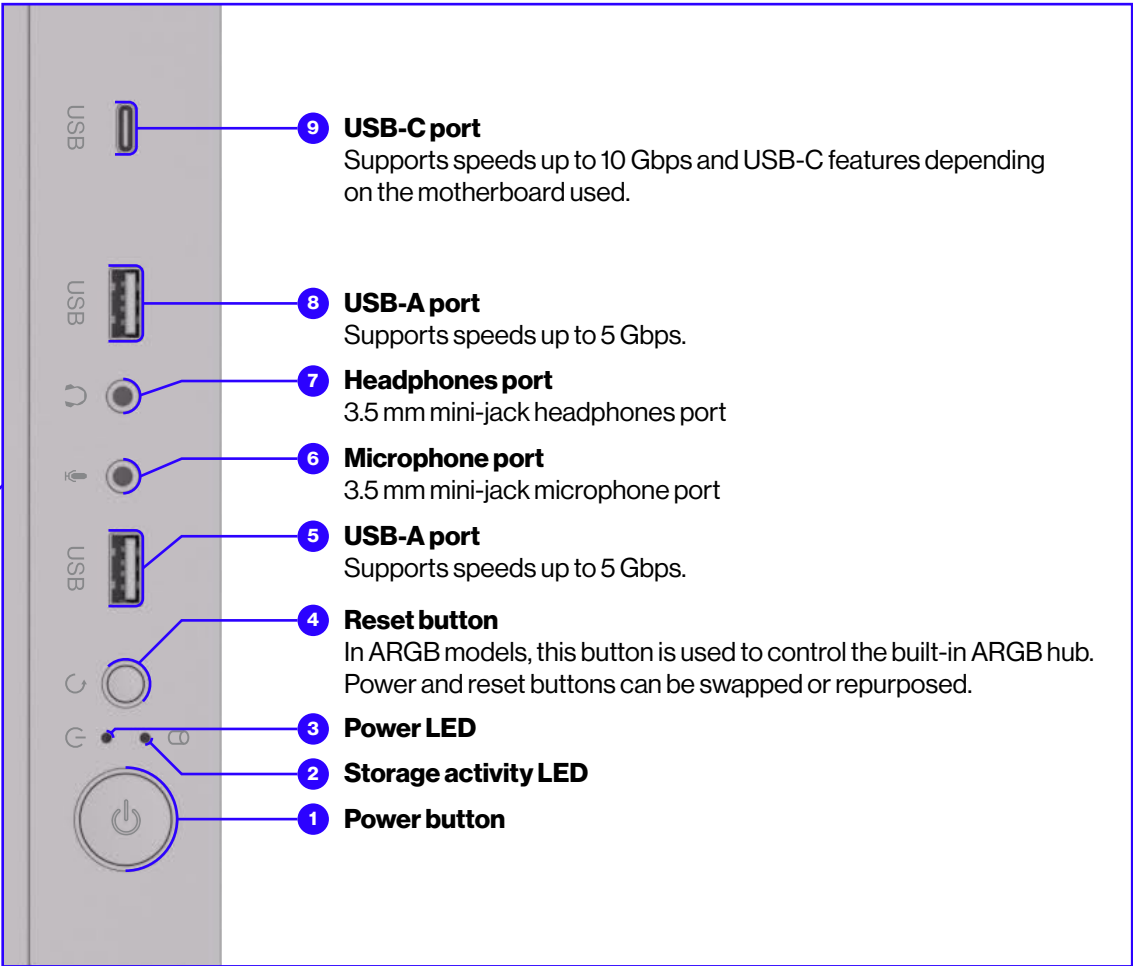 USB
9 USB-C port
Supports speeds up to 10 Gbps and USB-C features depending
on the motherboard used.
USB
8 USB-A port
Supports speeds up to 5 Gbps.
7 Headphones port
3.5 mm mini-jack headphones port
6 Microphone port
3.5 mm mini-jack microphone port
USB
5 USB-A port
Supports speeds up to 5 Gbps.
4 Reset button
In ARGB models, this button is used to control the built-in ARGB hub.
Power and reset buttons can be swapped or repurposed.
3 Power LED
2 Storage activity LED
1 Power button